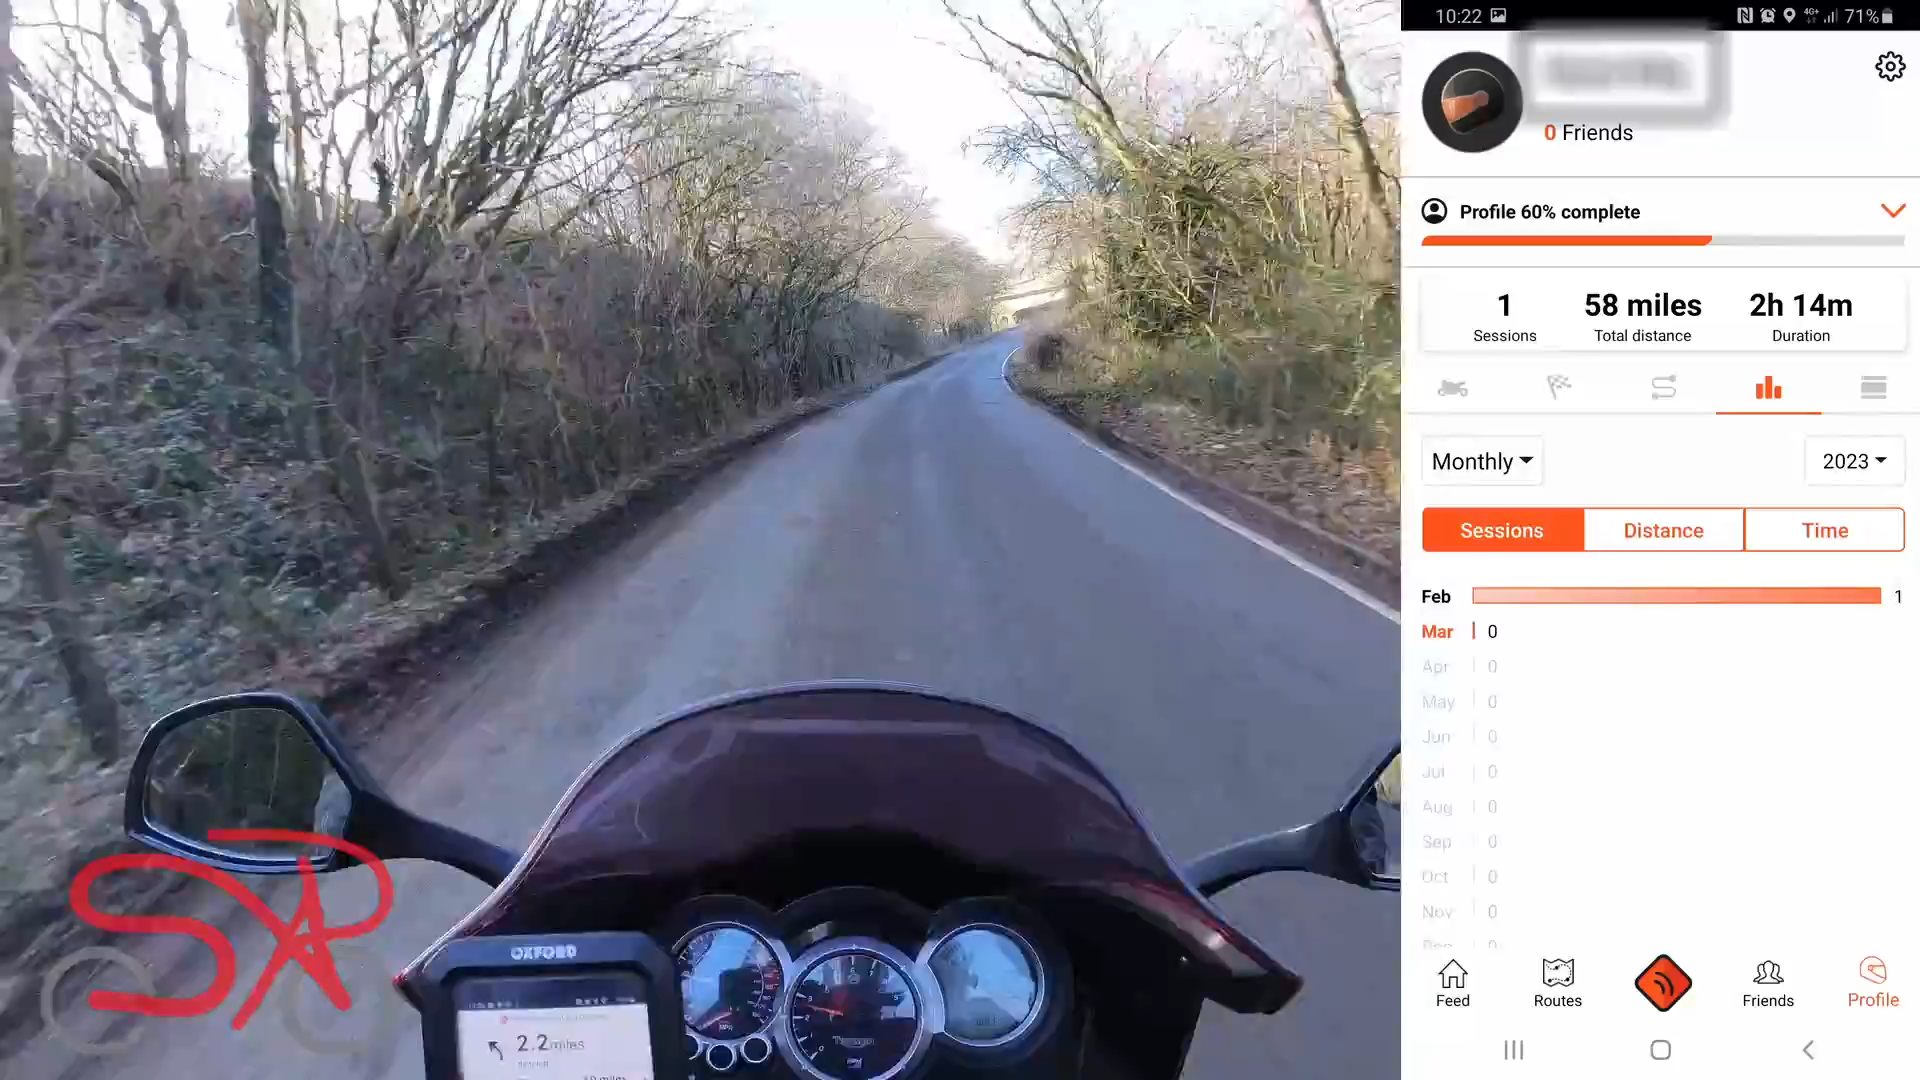 10:22
4G+
71%
0 Friends
Profile 60% complete
1
58 miles
2h 14m
Sessions
Total distance
Duration
Monthly
2023
Sessions
Distance
Time
Feb 1
Mar 0
Apr 0
May 0
Jun 0
Jul 0
Aug 0
Sep 0
Oct 0
Nov 0
Feed
Routes
Friends
Profile
OXFORD
2.2 miles